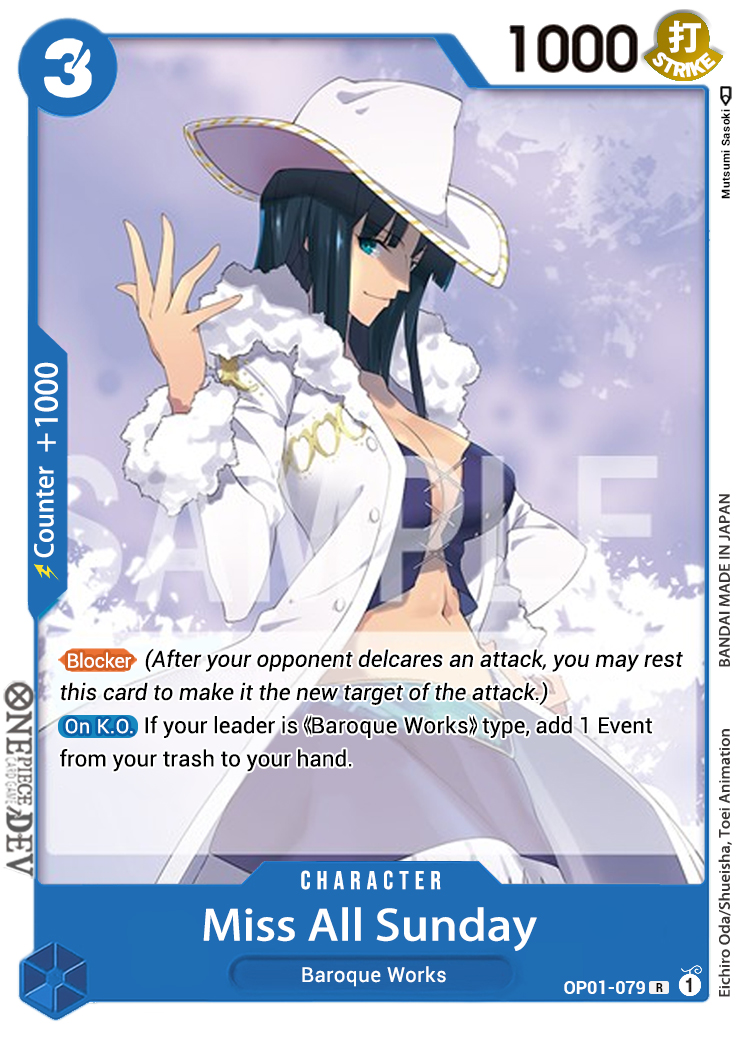 3
1000
打
STRIKE
Mutsumi Sasoki
Counter +1000
SAMPLE
BANDAI MADE IN JAPAN
Blocker (After your opponent delcares an attack, you may rest
this card to make it the new target of the attack.)
On K.O. If your leader is《Baroque Works》type, add 1 Event
from your trash to your hand.
ONE PIECE
CARD GAME
/DEV
Eichiro Oda/Shueisha, Toei Animation
CHARACTER
Miss All Sunday
Baroque Works
OP01-079 R 1